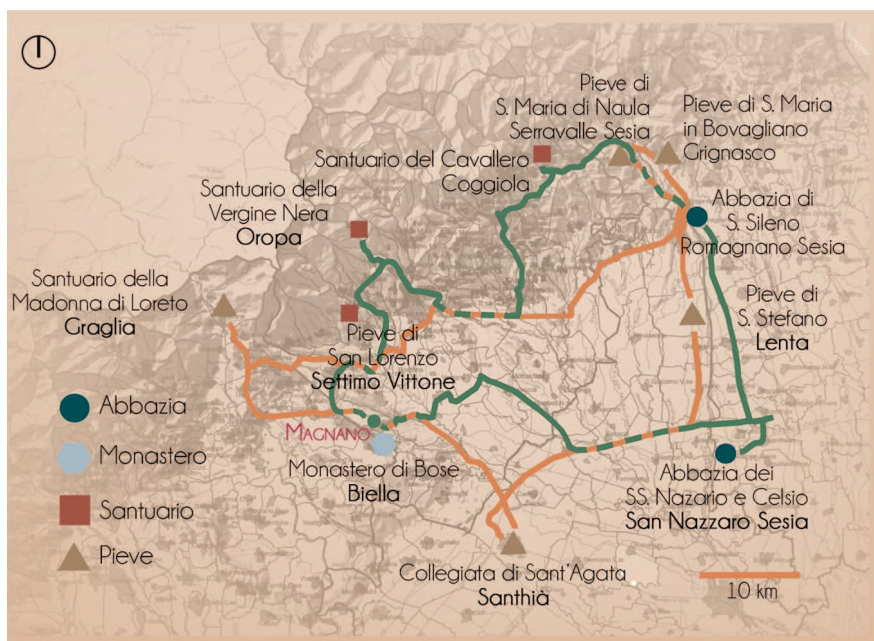 Pieve di
S. Maria di Naula
Serravalle Sesia
Pieve di S. Maria
in Bovagliano
Grignasco
Santuario del Cavallero
Coggiola
Santuario della
Vergine Nera
Oropa
Abbazia di
S. Sileno
Romagnano Sesia
Santuario della
Madonna di Loreto
Graglia
Pieve di
San Lorenzo
Settimo Vittone
Pieve di
S. Stefano
Lenta
Abbazia
Monastero
Santuario
Pieve
MAGNANO
Monastero di Bose
Biella
Abbazia dei
SS. Nazario e Celsio
San Nazzaro Sesia
Collegiata di Sant'Agata
Santhià
10 km